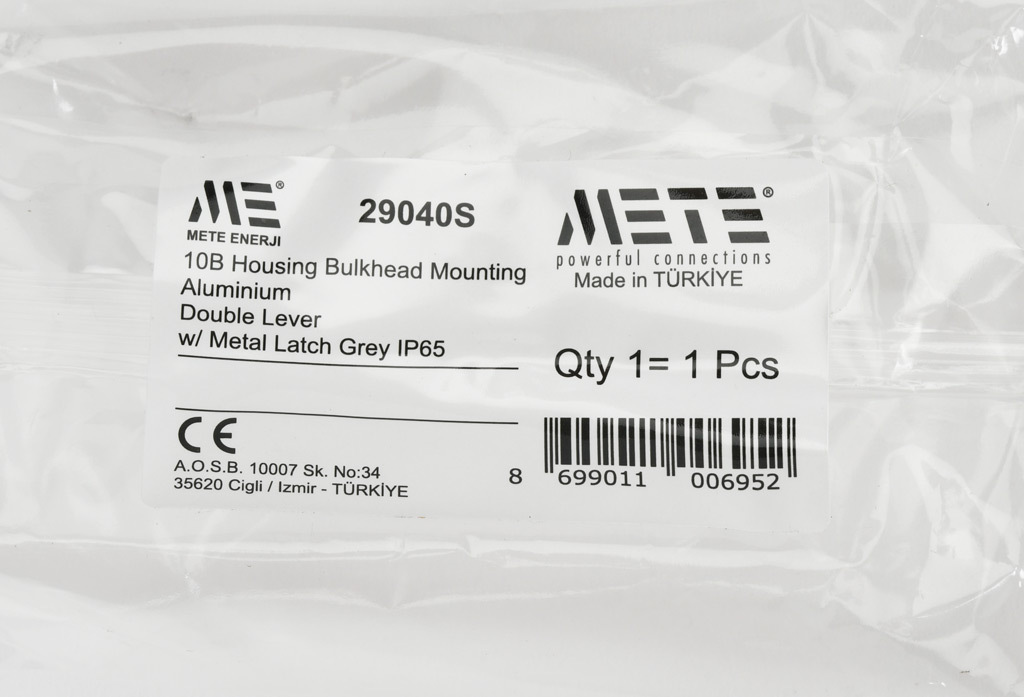 ME®
METE ENERJI
29040S
10B Housing Bulkhead Mounting
Aluminium
Double Lever
w/ Metal Latch Grey IP65
METE®
powerful connections
Made in TÜRKİYE
Qty 1= 1 Pcs
CE
A.O.S.B. 10007 Sk. No:34
35620 Cigli / Izmir - TÜRKİYE
8 699011 006952